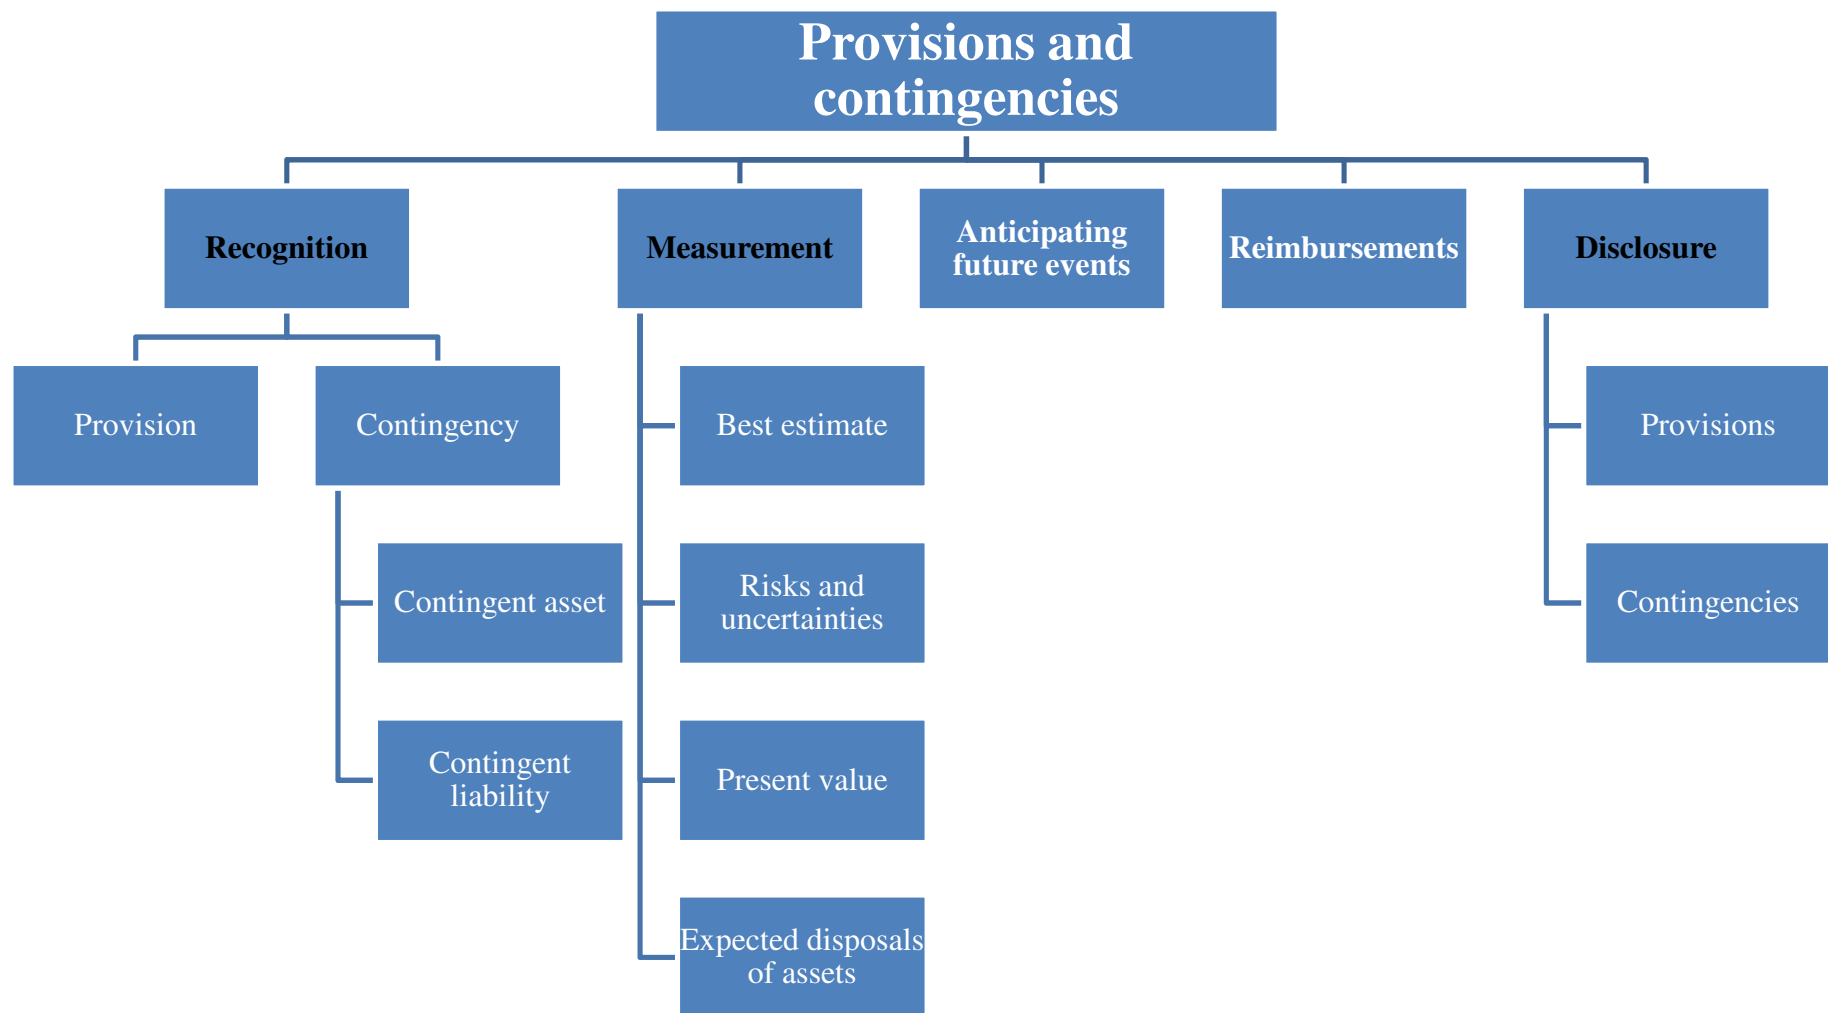 Provisions and
contingencies
Recognition
Measurement
Anticipating
future events
Reimbursements
Disclosure
Provision
Contingency
Best estimate
Provisions
Contingent asset
Risks and
uncertainties
Contingencies
Contingent
liability
Present value
Expected disposals
of assets